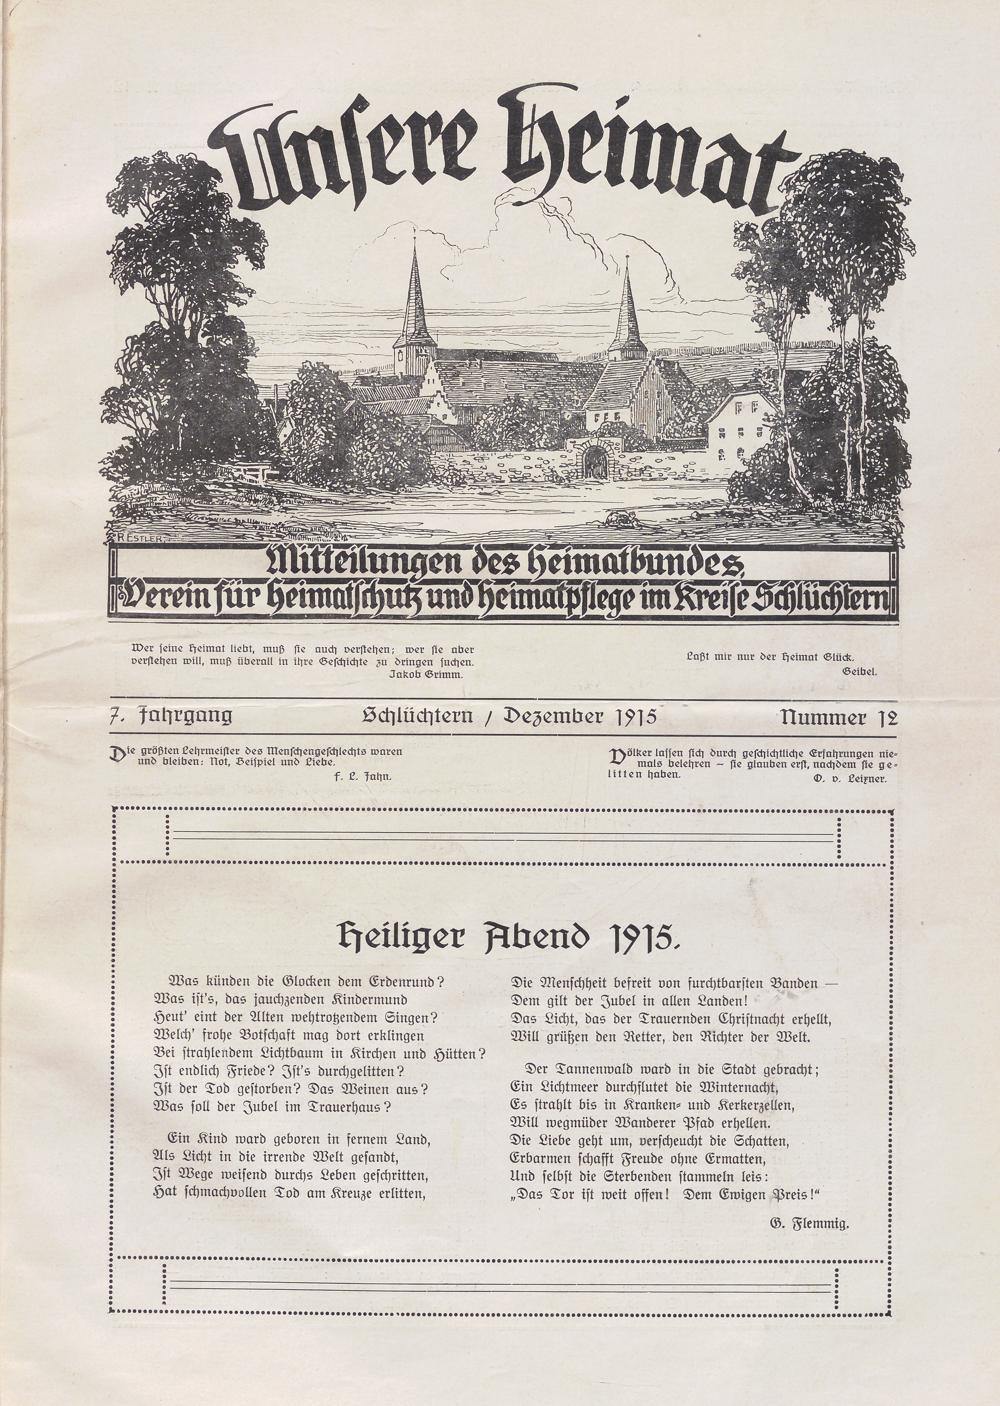 Unsere Heimat
R. ESTLER.
Mitteilungen des Heimatbundes,
Verein für Heimatschutz und Heimatpflege im Kreise Schlüchtern
Wer seine Heimat liebt, muß sie auch verstehen; wer sie aber
verstehen will, muß überall in ihre Geschichte zu dringen suchen.
Jakob Grimm.
Laßt mir nur der Heimat Glück.
Geibel.
7. Jahrgang Schlüchtern / Dezember 1915 Nummer 12
Die größten Lehrmeister des Menschengeschlechts waren
und bleiben: Not, Beispiel und Liebe.
F. L. Jahn.
Völker lassen sich durch geschichtliche Erfahrungen nie-
mals belehren – sie glauben erst, nachdem sie ge-
litten haben. O. v. Leixner.
Heiliger Abend 1915.
Was künden die Glocken dem Erdenrund?
Was ist's, das jauchzenden Kindermund
Heut' eint der Alten wehtrotzendem Singen?
Welch' frohe Botschaft mag dort erklingen
Bei strahlendem Lichtbaum in Kirchen und Hütten?
Ist endlich Friede? Ist's durchgelitten?
Ist der Tod gestorben? Das Weinen aus?
Was soll der Jubel im Trauerhaus?
Ein Kind ward geboren in fernem Land,
Als Licht in die irrende Welt gesandt,
Ist Wege weisend durchs Leben geschritten,
Hat schmachvollen Tod am Kreuze erlitten,
Die Menschheit befreit von furchtbarsten Banden —
Dem gilt der Jubel in allen Landen!
Das Licht, das der Trauernden Christnacht erhellt,
Will grüßen den Retter, den Richter der Welt.
Der Tannenwald ward in die Stadt gebracht;
Ein Lichtmeer durchflutet die Winternacht,
Es strahlt bis in Kranken- und Kerkerzellen,
Will wegmüder Wanderer Pfad erhellen.
Die Liebe geht um, verscheucht die Schatten,
Erbarmen schafft Freude ohne Ermatten,
Und selbst die Sterbenden stammeln leis:
„Das Tor ist weit offen! Dem Ewigen Preis!“
G. Flemmig.